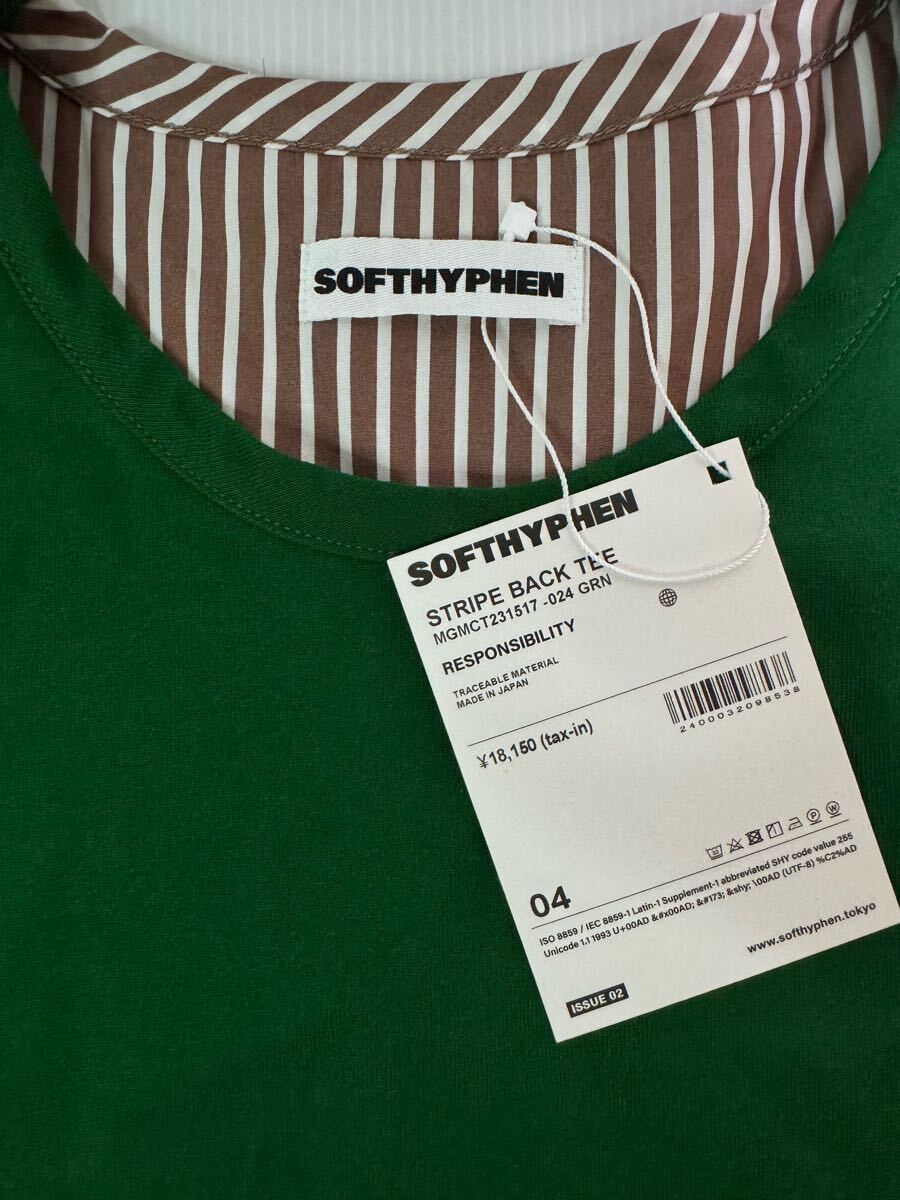 SOFTHYPHEN
SOFTHYPHEN
STRIPE BACK TEE
MGMCT231517 -024 GRN
RESPONSIBILITY
TRACEABLE MATERIAL
MADE IN JAPAN
¥18,150 (tax-in)
2400032098538
04
ISO 8859 / IEC 8859-1 Latin-1 Supplement-1 abbreviated SHY code value 255
Unicode 1.1 1993 U+00AD &#x00AD; &#173; &shy; \00AD (UTF-8) %C2%AD
www.softhyphen.tokyo
ISSUE 02